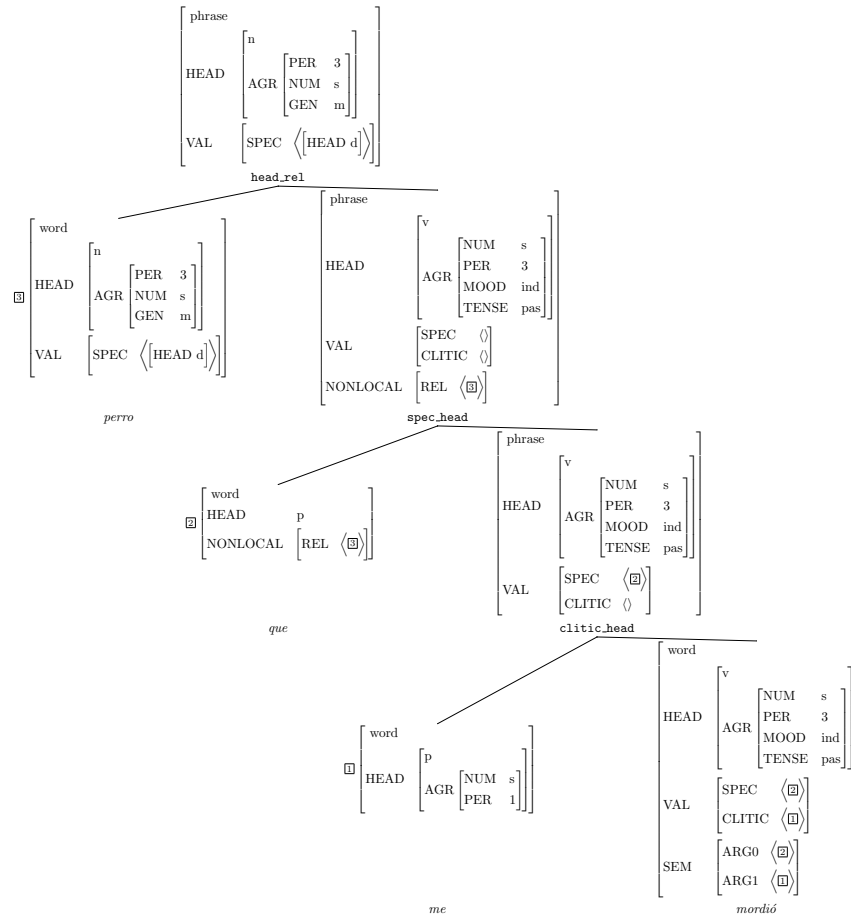 phrase
n
HEAD
PER 3
AGR NUM s
GEN m
VAL SPEC ⟨[HEAD d]⟩
head_rel
word
n
PER 3
HEAD
AGR NUM s
GEN m
3
VAL SPEC ⟨[HEAD d]⟩
perro
phrase
v
NUM s
HEAD PER 3
AGR
MOOD ind
TENSE pas
SPEC ⟨⟩
VAL
CLITIC ⟨⟩
NONLOCAL REL ⟨3⟩
spec_head
word
2 HEAD p
NONLOCAL REL ⟨3⟩
que
phrase
v
NUM s
HEAD PER 3
AGR
MOOD ind
TENSE pas
SPEC ⟨2⟩
VAL
CLITIC ⟨⟩
clitic_head
word
p
1 HEAD
AGR NUM s
PER 1
me
word
v
NUM s
HEAD PER 3
AGR
MOOD ind
TENSE pas
SPEC ⟨2⟩
VAL
CLITIC ⟨1⟩
ARG0 ⟨2⟩
SEM
ARG1 ⟨1⟩
mordió